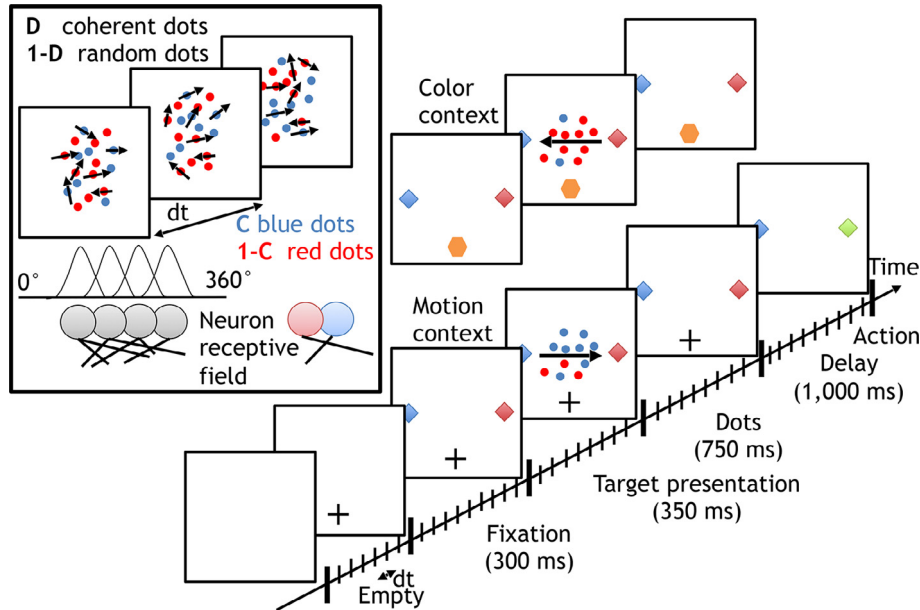 D coherent dots
1-D random dots
dt
C blue dots
1-C red dots
0°
360°
Neuron
receptive
field
Color
context
Motion
context
Time
Action
Delay
(1,000 ms)
Dots
(750 ms)
Target presentation
(350 ms)
Fixation
(300 ms)
dt
Empty